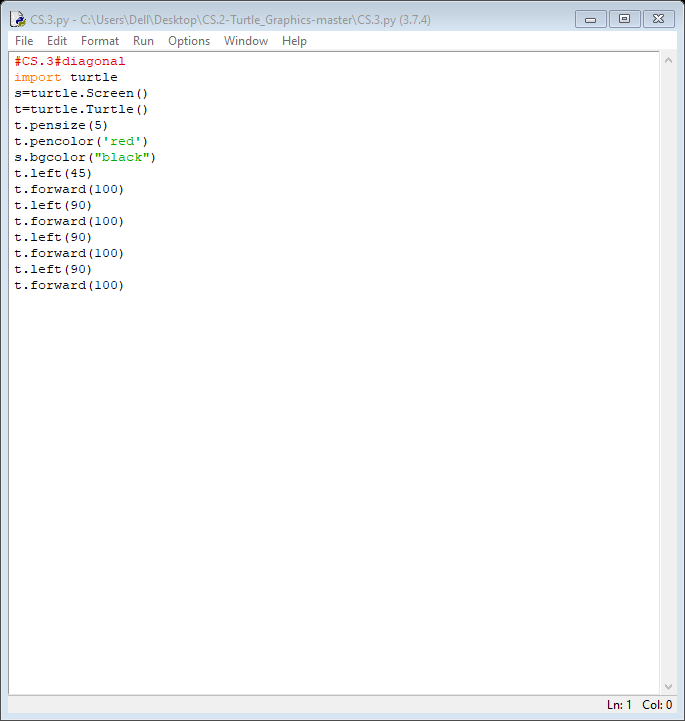 CS.3.py - C:\Users\Dell\Desktop\CS.2-Turtle_Graphics-master\CS.3.py (3.7.4)
File Edit Format Run Options Window Help
#CS.3#diagonal
import turtle
s=turtle.Screen()
t=turtle.Turtle()
t.pensize(5)
t.pencolor('red')
s.bgcolor("black")
t.left(45)
t.forward(100)
t.left(90)
t.forward(100)
t.left(90)
t.forward(100)
t.left(90)
t.forward(100)
Ln: 1 Col: 0